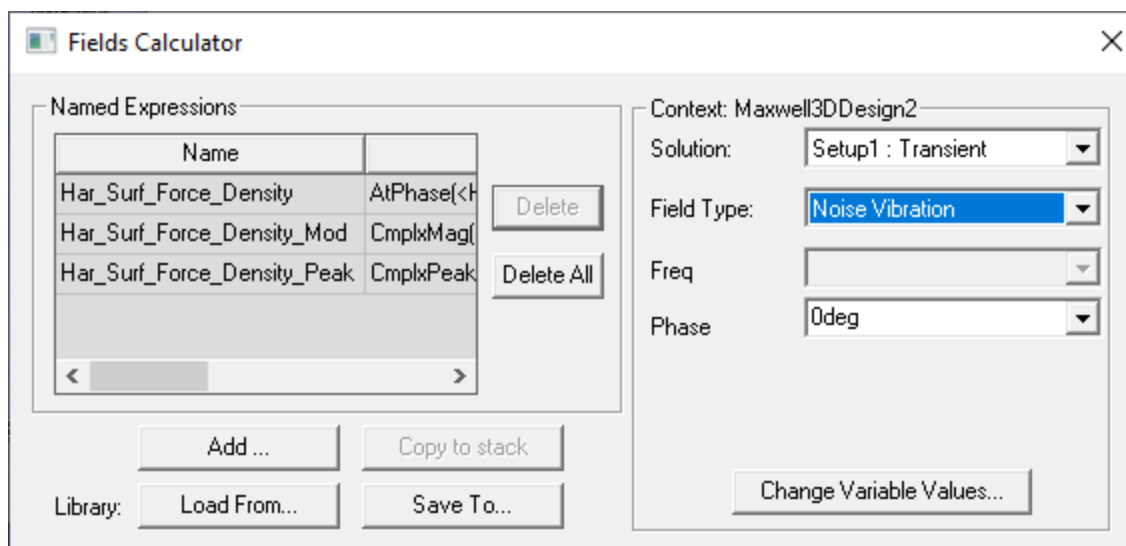 Fields Calculator
Named Expressions
Name
Har_Surf_Force_Density AtPhase(<H
Har_Surf_Force_Density_Mod CmplxMag(
Har_Surf_Force_Density_Peak CmplxPeak
Delete
Delete All
Add ...
Copy to stack
Library:
Load From...
Save To...
Context: Maxwell3DDesign2
Solution: Setup1 : Transient
Field Type: Noise Vibration
Freq
Phase 0deg
Change Variable Values...